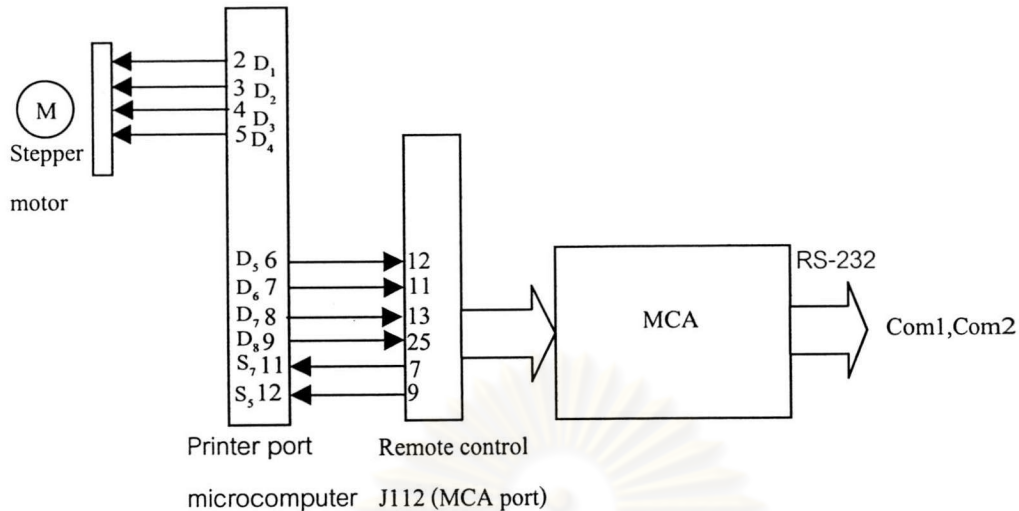 2 D₁
3 D₂
4 D₃
5 D₄
M
Stepper
motor
D₅ 6
D₆ 7
D₇ 8
D₈ 9
S₇ 11
S₅ 12
12
11
13
25
7
9
MCA
RS-232
Com1,Com2
Printer port
microcomputer
Remote control
J112 (MCA port)